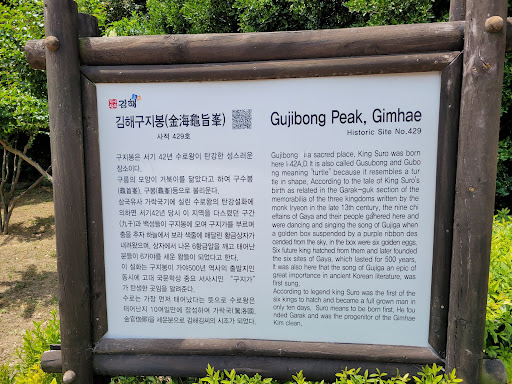 김해
김해구지봉(金海龜旨峯)
사적 429호
구지봉은 서기 42년 수로왕이 탄강한 성스러운
장소이다.
구릉의 모양이 거북이를 닮았다고 하여 구수봉
(龜首峯), 구봉(龜峯)등으로 불리운다.
삼국유사 가락국기에 실린 수로왕의 탄강설화에
의하면 서기42년 당시 이 지역을 다스렸던 구간
(九干)과 백성들이 구지봉에 모여 구지가를 부르며
춤을 추자 하늘에서 보라 색줄에 매달린 황금상자가
내려왔으며, 상자에서 나온 6황금알을 깨고 태어난
분들이 6가야를 세운 왕들이 되었다고 한다.
이 설화는 구지봉이 가야500년 역사의 출발지인
동시에 고대 국문학상 중요 서사시인 "구지가"
가 탄생한 곳임을 알려준다.
수로는 가장 먼저 태어났다는 뜻으로 수로왕은
태어난지 10여일만에 장성하여 가락국(駕洛國,
金官伽倻)을 세운분으로 김해김씨의 시조가 되었다.
Gujibong Peak, Gimhae
Historic Site No,429
Gujibong is a sacred place, King Suro was born
here I-42A,D. It is also called Gusubong and Gubo
ng meaning "turtle" because it resembles a tur
tle in shape, According to the tale of King Suro's
birth as related in the Garak-guk section of the
memorabilia of the three kingdoms written by the
monk Iryeon in the late 13th century, the nine ch
eftains of Gaya and their people gathered here and
were dancing and singing the song of Gujiga when
a golden box suspended by a purple ribbon des
cended from the sky, in the box were six golden eggs,
Six future king hatched from them and later founded
the six sites of Gaya, which lasted for 500 years,
It was also here that the song of Gujiga an epic of
great importance in ancient Korean literature, was
first sung,
According to legend king Suro was the first of the
six kings to hatch and became a full grown man in
only ten days, Suro means to be born first, He fou
nded Garak and was the progenitor of the Gimhae
Kim clean,